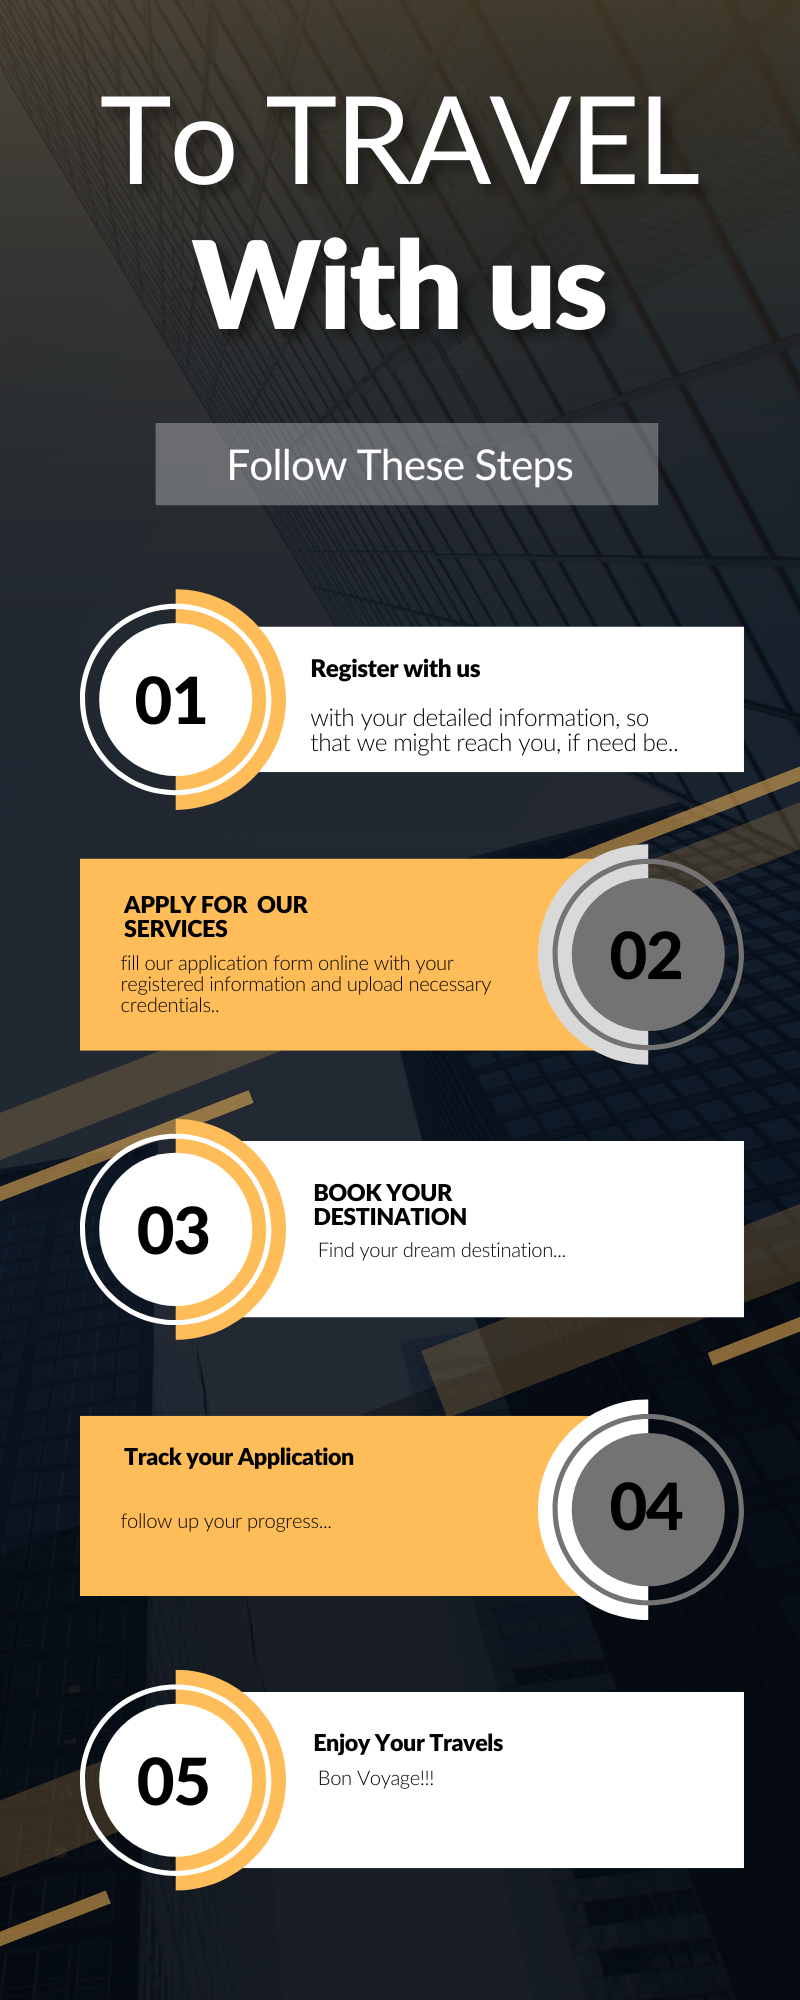 To TRAVEL
With us
Follow These Steps
01
Register with us
with your detailed information, so
that we might reach you, if need be..
APPLY FOR  OUR
SERVICES
fill our application form online with your
registered information and upload necessary
credentials..
02
03
BOOK YOUR
DESTINATION
Find your dream destination...
Track your Application
follow up your progress...
04
05
Enjoy Your Travels
Bon Voyage!!!